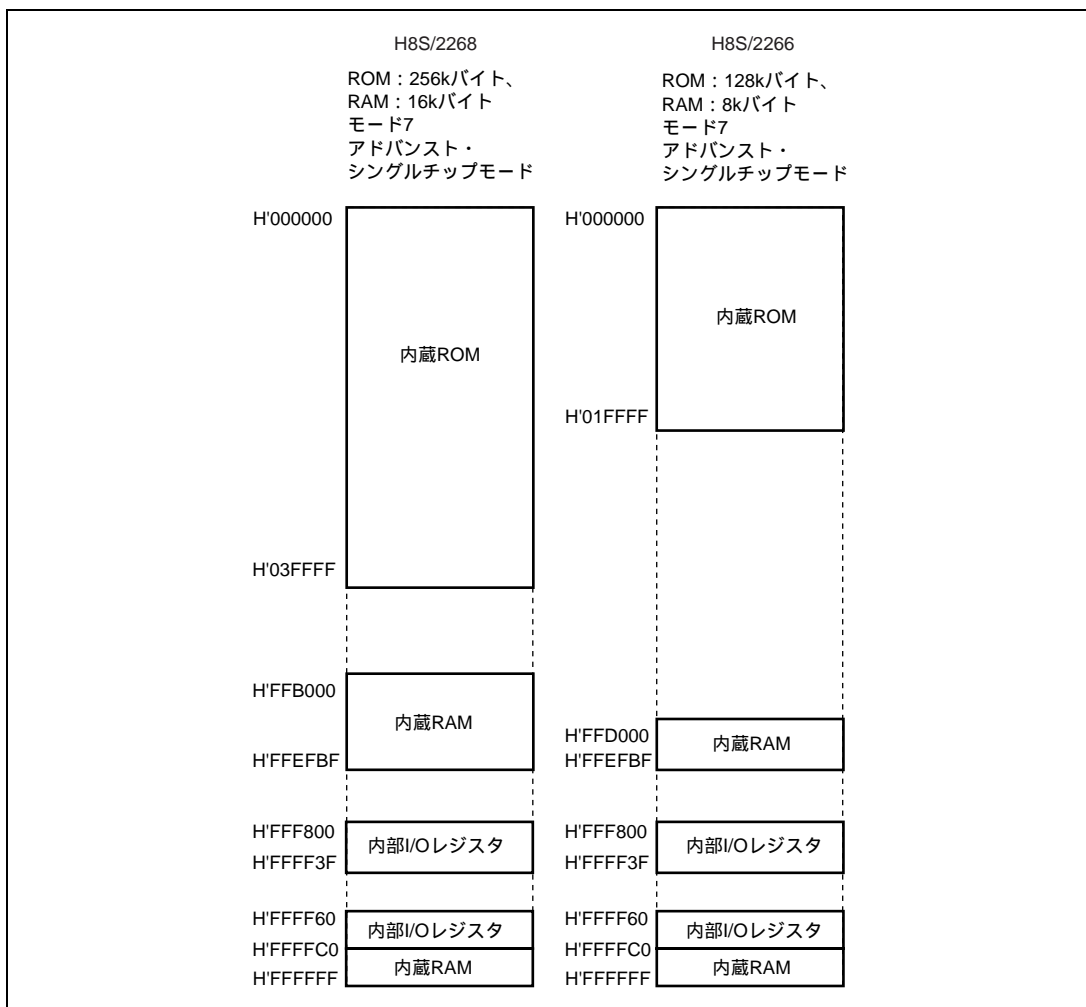 H8S/2268
ROM：256kバイト、
RAM：16kバイト
モード7
アドバンスト・
シングルチップモード
H'000000
内蔵ROM
H'03FFFF
H'FFB000
内蔵RAM
H'FFEFBF
H'FFF800
内部I/Oレジスタ
H'FFFF3F
H'FFFF60
内部I/Oレジスタ
H'FFFFC0
内蔵RAM
H'FFFFFF
H8S/2266
ROM：128kバイト、
RAM：8kバイト
モード7
アドバンスト・
シングルチップモード
H'000000
内蔵ROM
H'01FFFF
H'FFD000
内蔵RAM
H'FFEFBF
H'FFF800
内部I/Oレジスタ
H'FFFF3F
H'FFFF60
内部I/Oレジスタ
H'FFFFC0
内蔵RAM
H'FFFFFF